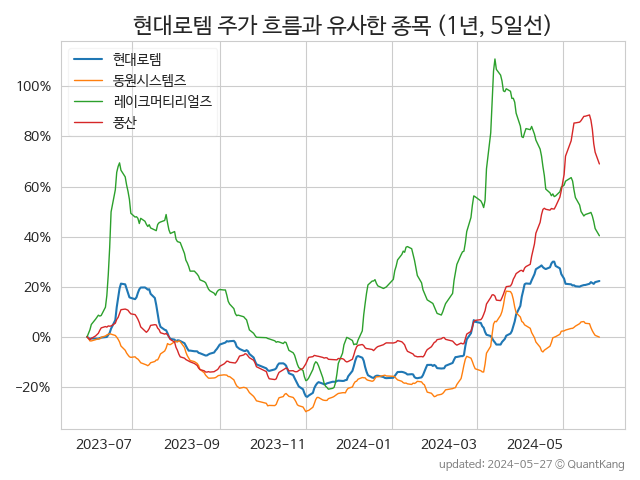 현대로템 주가 흐름과 유사한 종목 (1년, 5일선)
현대로템
동원시스템즈
레이크머티리얼즈
풍산
100%
80%
60%
40%
20%
0%
−20%
2023−07
2023−09
2023−11
2024−01
2024−03
2024−05
updated: 2024−05−27 © QuantKang